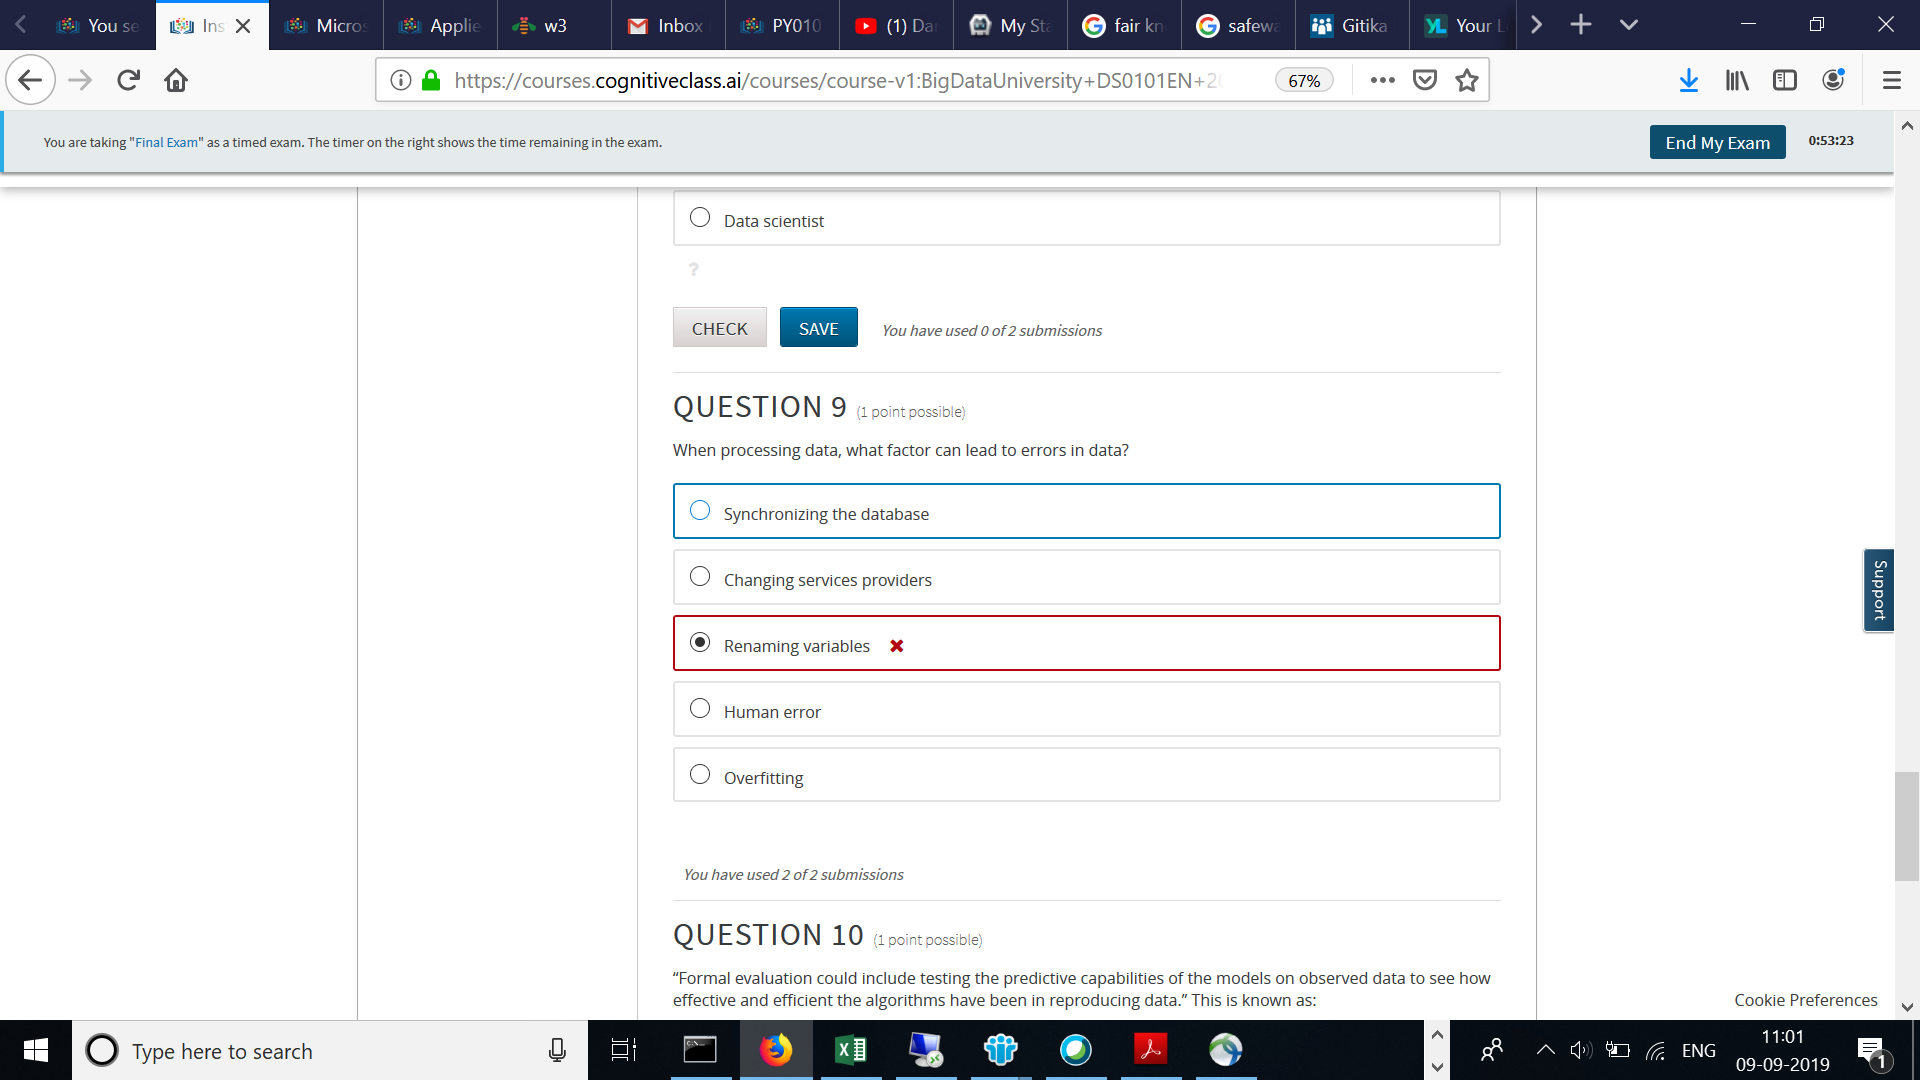 You se
Ins
Micros
Applie
w3
Inbox
PY010
(1) Da
My Sta
fair kn
safewa
Gitika
YL Your L
https://courses.cognitiveclass.ai/courses/course-v1:BigDataUniversity+DS0101EN+20
67%
You are taking "Final Exam" as a timed exam. The timer on the right shows the time remaining in the exam.
End My Exam
0:53:23
Data scientist
?
CHECK
SAVE
You have used 0 of 2 submissions
QUESTION 9 (1 point possible)
When processing data, what factor can lead to errors in data?
Synchronizing the database
Changing services providers
Renaming variables
Human error
Overfitting
Support
You have used 2 of 2 submissions
QUESTION 10 (1 point possible)
“Formal evaluation could include testing the predictive capabilities of the models on observed data to see how
effective and efficient the algorithms have been in reproducing data.” This is known as:
Cookie Preferences
Type here to search
ENG
11:01
09-09-2019
1